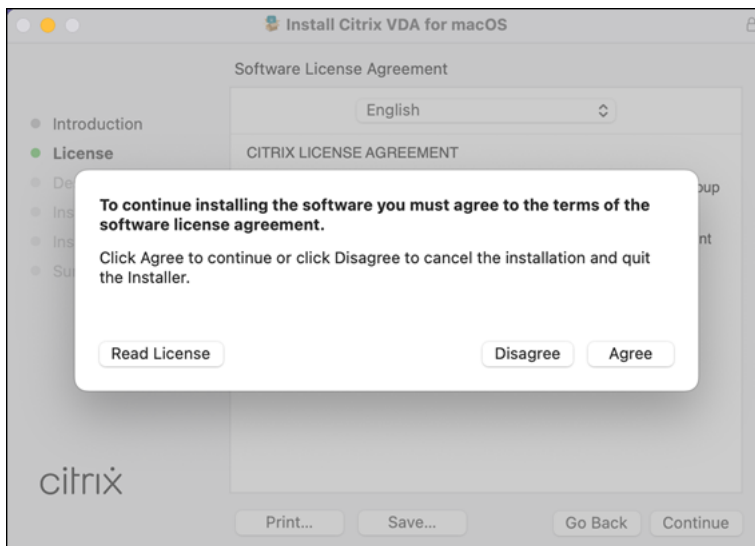 Install Citrix VDA for macOS
Software License Agreement
English
Introduction
License
CITRIX LICENSE AGREEMENT
To continue installing the software you must agree to the terms of the
software license agreement.
Click Agree to continue or click Disagree to cancel the installation and quit
the Installer.
Read License
Disagree
Agree
citrix
Print...
Save...
Go Back
Continue